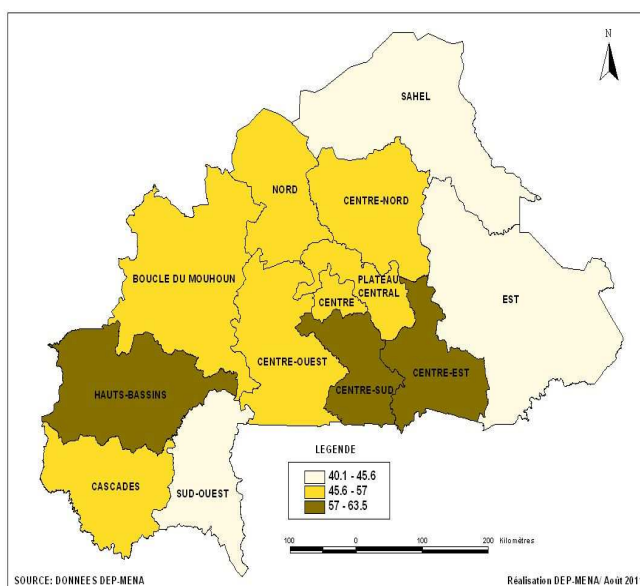 N
SAHEL
NORD
CENTRE-NORD
BOUCLE DU MOUHOUN
PLATEAU
CENTRAL
EST
CENTRE
CENTRE-OUEST
CENTRE-EST
HAUTS-BASSINS
CENTRE-SUD
CASCADES
SUD-OUEST
LEGENDE
40.1 - 45.6
45.6 - 57
57 - 63.5
100 0 100 200 Kilomètres
SOURCE: DONNEES DEP-MENA
Réalisation DEP-MENA/ Août 201